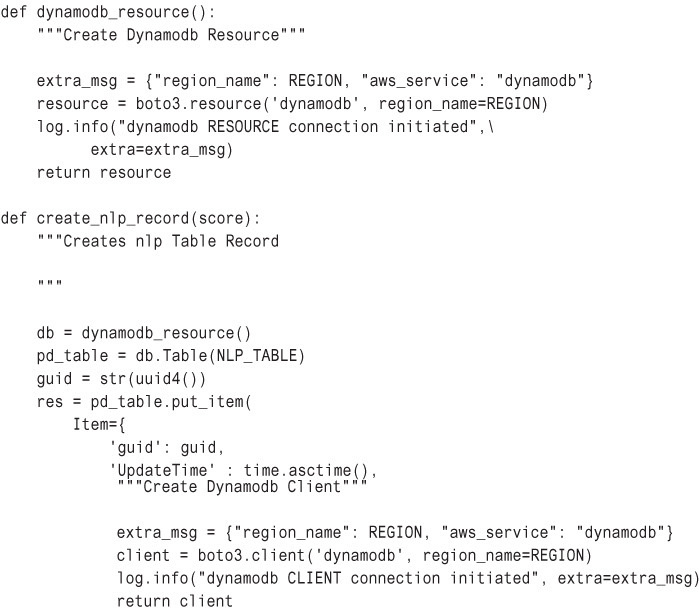 def dynamodb_resource():
    """Create Dynamodb Resource"""

    extra_msg = {"region_name": REGION, "aws_service": "dynamodb"}
    resource = boto3.resource('dynamodb', region_name=REGION)
    log.info("dynamodb RESOURCE connection initiated",\
          extra=extra_msg)
    return resource

def create_nlp_record(score):
    """Creates nlp Table Record

    """

    db = dynamodb_resource()
    pd_table = db.Table(NLP_TABLE)
    guid = str(uuid4())
    res = pd_table.put_item(
        Item={
            'guid': guid,
            'UpdateTime' : time.asctime(),
             """Create Dynamodb Client"""

             extra_msg = {"region_name": REGION, "aws_service": "dynamodb"}
             client = boto3.client('dynamodb', region_name=REGION)
             log.info("dynamodb CLIENT connection initiated", extra=extra_msg)
             return client